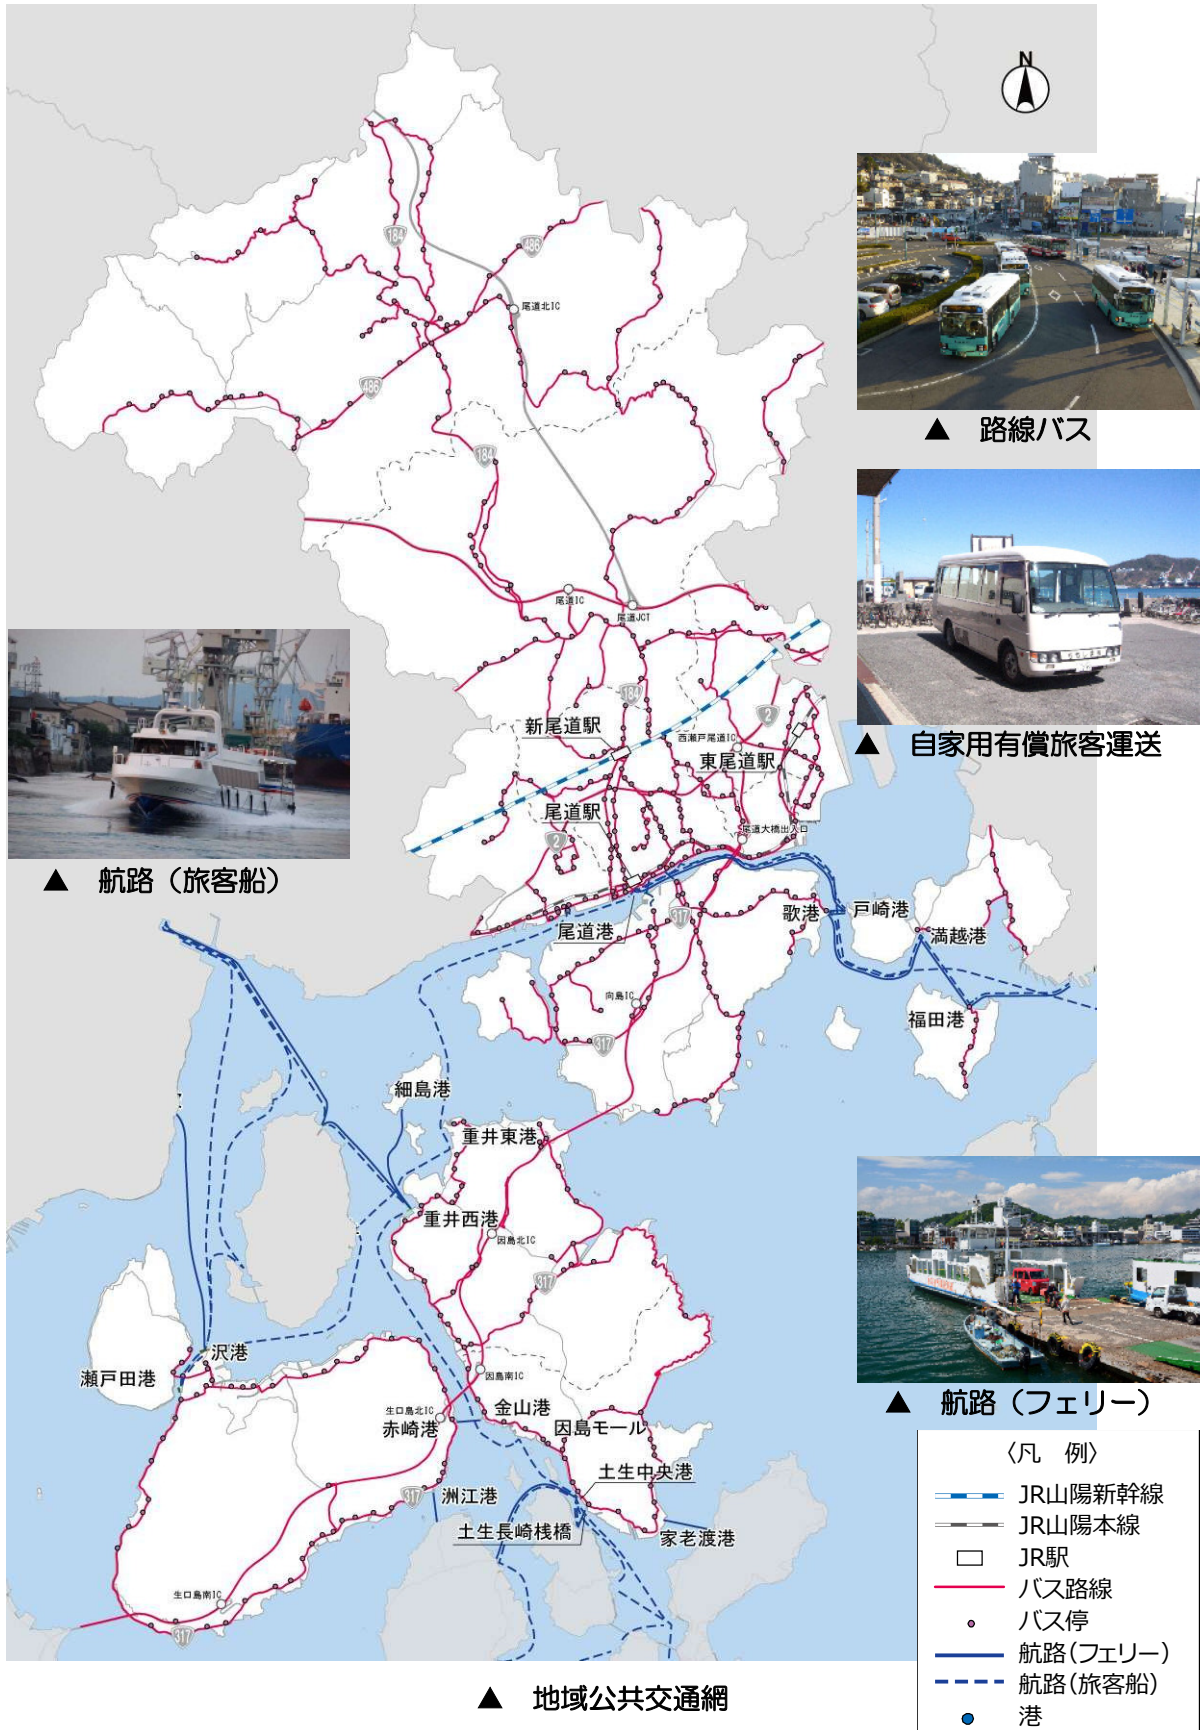 N
184
486
尾道北IC
486
184
▲ 路線バス
尾道IC
尾道JCT
184
新尾道駅
2
西瀬戸尾道IC
東尾道駅
▲ 自家用有償旅客運送
尾道駅
2
尾道大橋出入口
▲ 航路（旅客船）
歌港
戸崎港
317
尾道港
満越港
向島IC
福田港
317
細島港
重井東港
重井西港
因島北IC
317
沢港
瀬戸田港
因島南IC
生口島北IC
赤崎港
金山港
因島モール
▲ 航路（フェリー）
土生中央港
317
洲江港
土生長崎桟橋
家老渡港
生口島南IC
317
〈凡 例〉
JR山陽新幹線
JR山陽本線
JR駅
バス路線
バス停
航路（フェリー）
航路（旅客船）
港
▲ 地域公共交通網